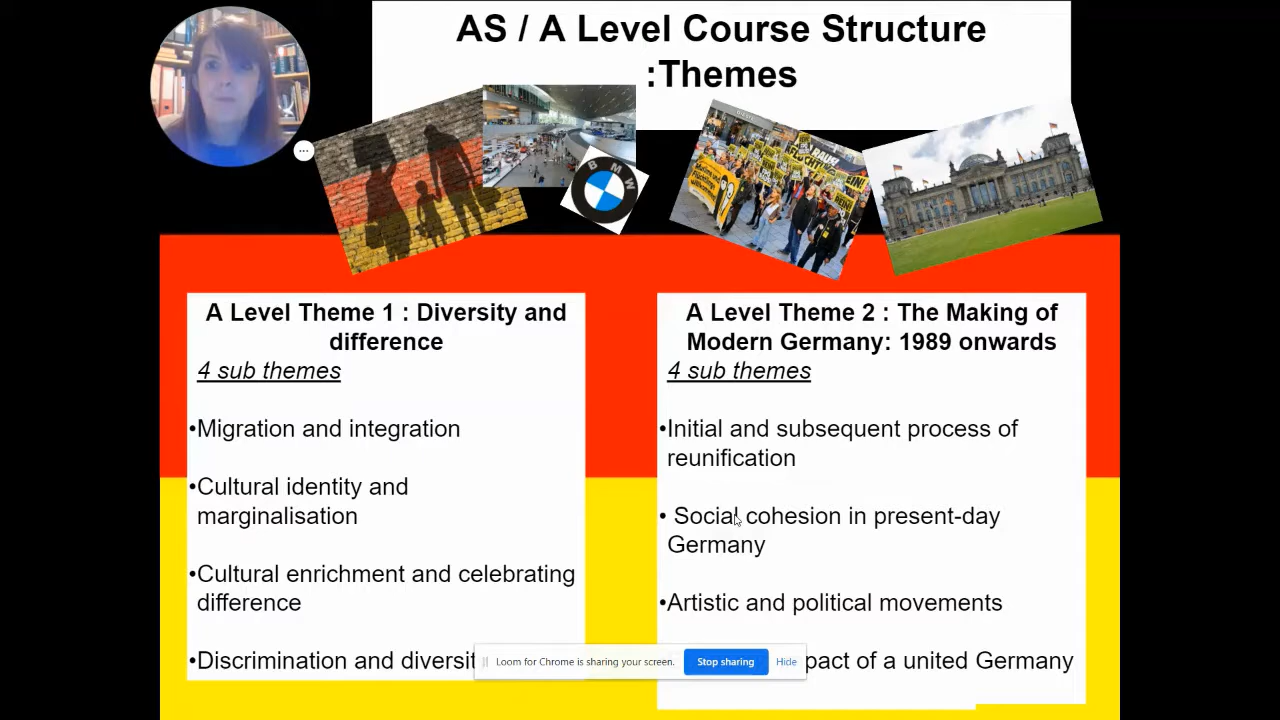 AS / A Level Course Structure
:Themes
BMW
RAUS!
A Level Theme 1 : Diversity and
difference
4 sub themes
•Migration and integration
•Cultural identity and
marginalisation
•Cultural enrichment and celebrating
difference
•Discrimination and diversit
A Level Theme 2 : The Making of
Modern Germany: 1989 onwards
4 sub themes
•Initial and subsequent process of
reunification
• Social cohesion in present-day
Germany
•Artistic and political movements
pact of a united Germany
Loom for Chrome is sharing your screen.
Stop sharing
Hide